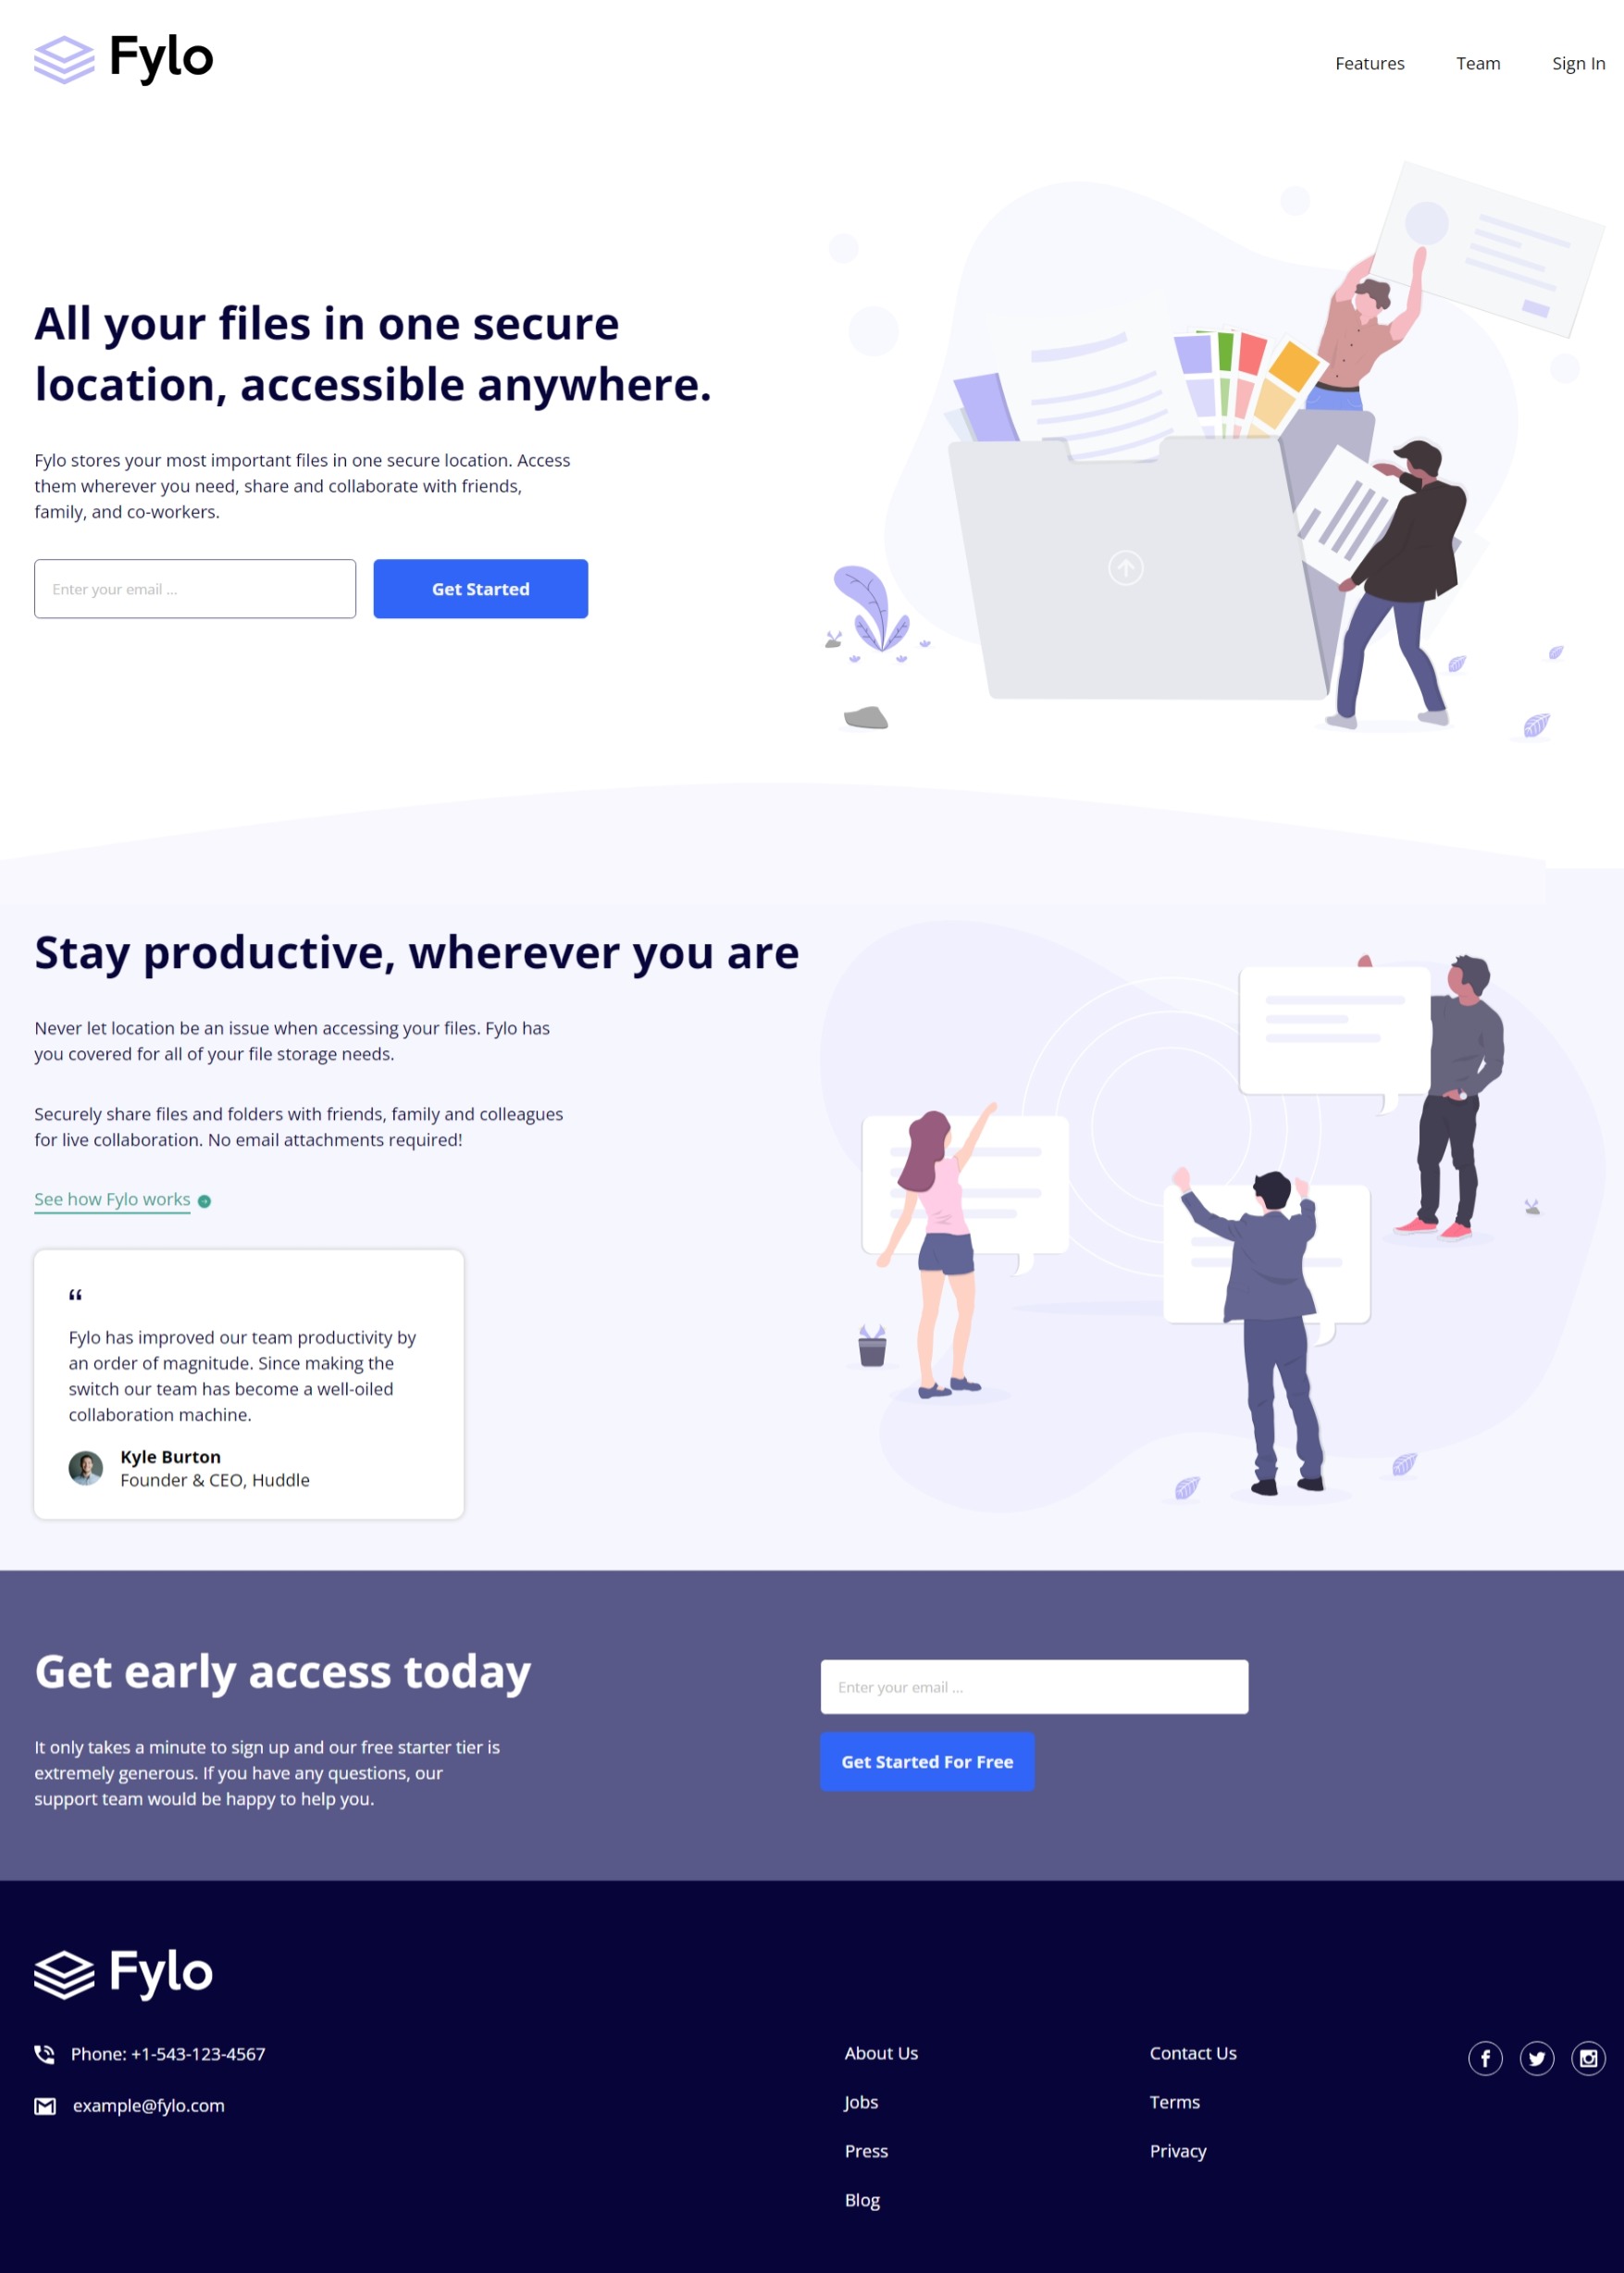 Fylo
Features
Team
Sign In
All your files in one secure
location, accessible anywhere.
Fylo stores your most important files in one secure location. Access
them wherever you need, share and collaborate with friends,
family, and co-workers.
Enter your email ...
Get Started
Stay productive, wherever you are
Never let location be an issue when accessing your files. Fylo has
you covered for all of your file storage needs.
Securely share files and folders with friends, family and colleagues
for live collaboration. No email attachments required!
See how Fylo works
“
Fylo has improved our team productivity by
an order of magnitude. Since making the
switch our team has become a well-oiled
collaboration machine.
Kyle Burton
Founder & CEO, Huddle
Get early access today
It only takes a minute to sign up and our free starter tier is
extremely generous. If you have any questions, our
support team would be happy to help you.
Enter your email ...
Get Started For Free
Fylo
Phone: +1-543-123-4567
example@fylo.com
About Us
Jobs
Press
Blog
Contact Us
Terms
Privacy